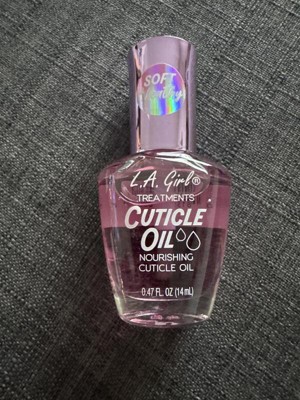 SOFT
L.A. Girl®
TREATMENTS
CUTICLE
OIL
NOURISHING
CUTICLE OIL
0.47 FL. OZ (14 mL)